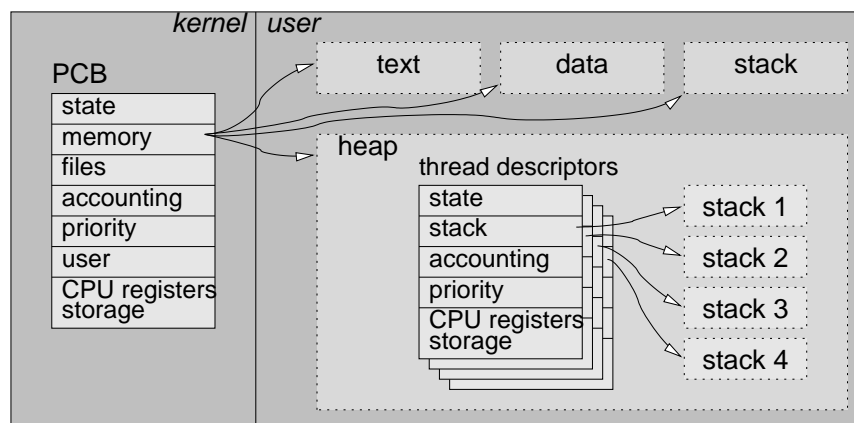 kernel user
text
data
stack
PCB
state
memory
files
accounting
priority
user
CPU registers
storage
heap
thread descriptors
state
stack
accounting
priority
CPU registers
storage
stack 1
stack 2
stack 3
stack 4